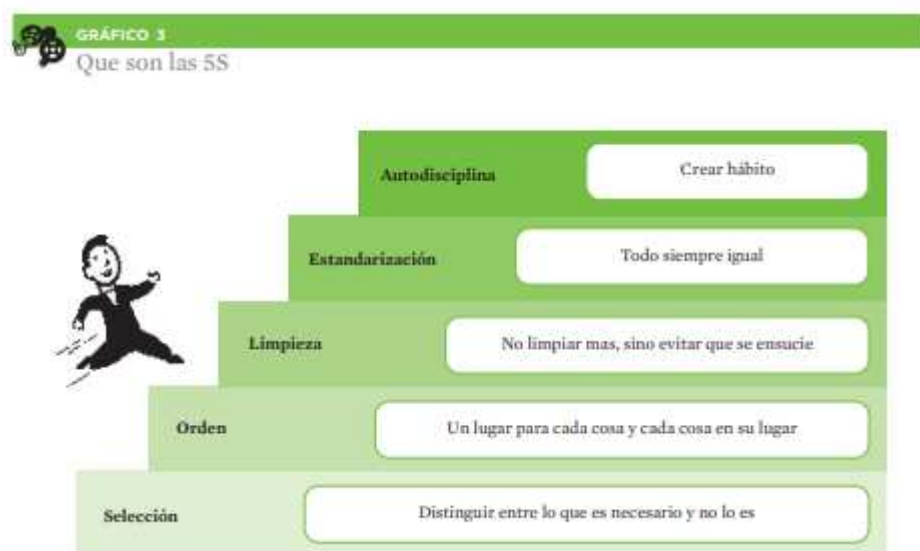 GRÁFICO 3
Que son las 5S
Autodisciplina
Crear hábito
Estandarización
Todo siempre igual
Limpieza
No limpiar mas, sino evitar que se ensucie
Orden
Un lugar para cada cosa y cada cosa en su lugar
Selección
Distinguir entre lo que es necesario y no lo es